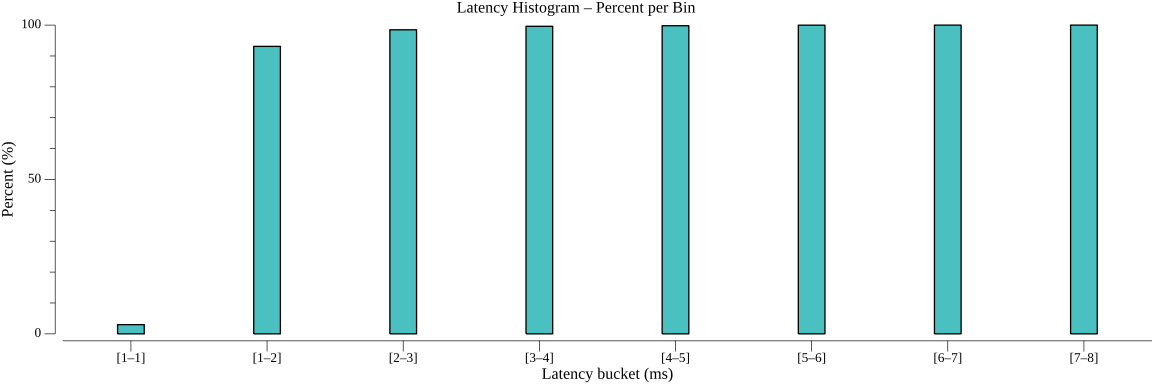 Latency Histogram – Percent per Bin
Percent (%)
100
50
0
[1–1] [1–2] [2–3] [3–4] [4–5] [5–6] [6–7] [7–8]
Latency bucket (ms)